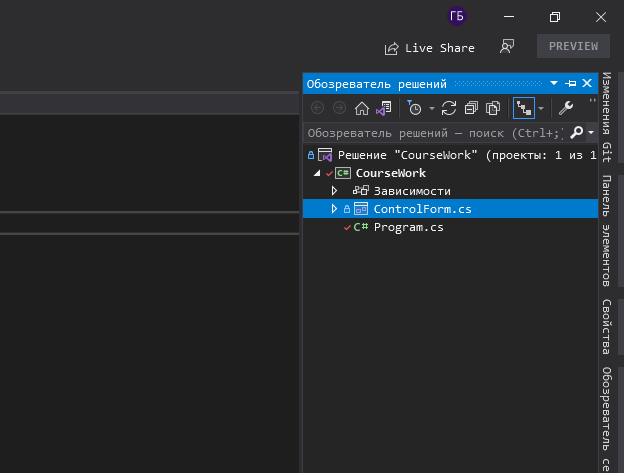 ГБ
Live Share
PREVIEW
Обозреватель решений
Обозреватель решений — поиск (Ctrl+;)
Решение "CourseWork" (проекты: 1 из 1
C# CourseWork
Зависимости
ControlForm.cs
C# Program.cs
Изменения Git
Панель элементов
Свойства
Обозреватель се